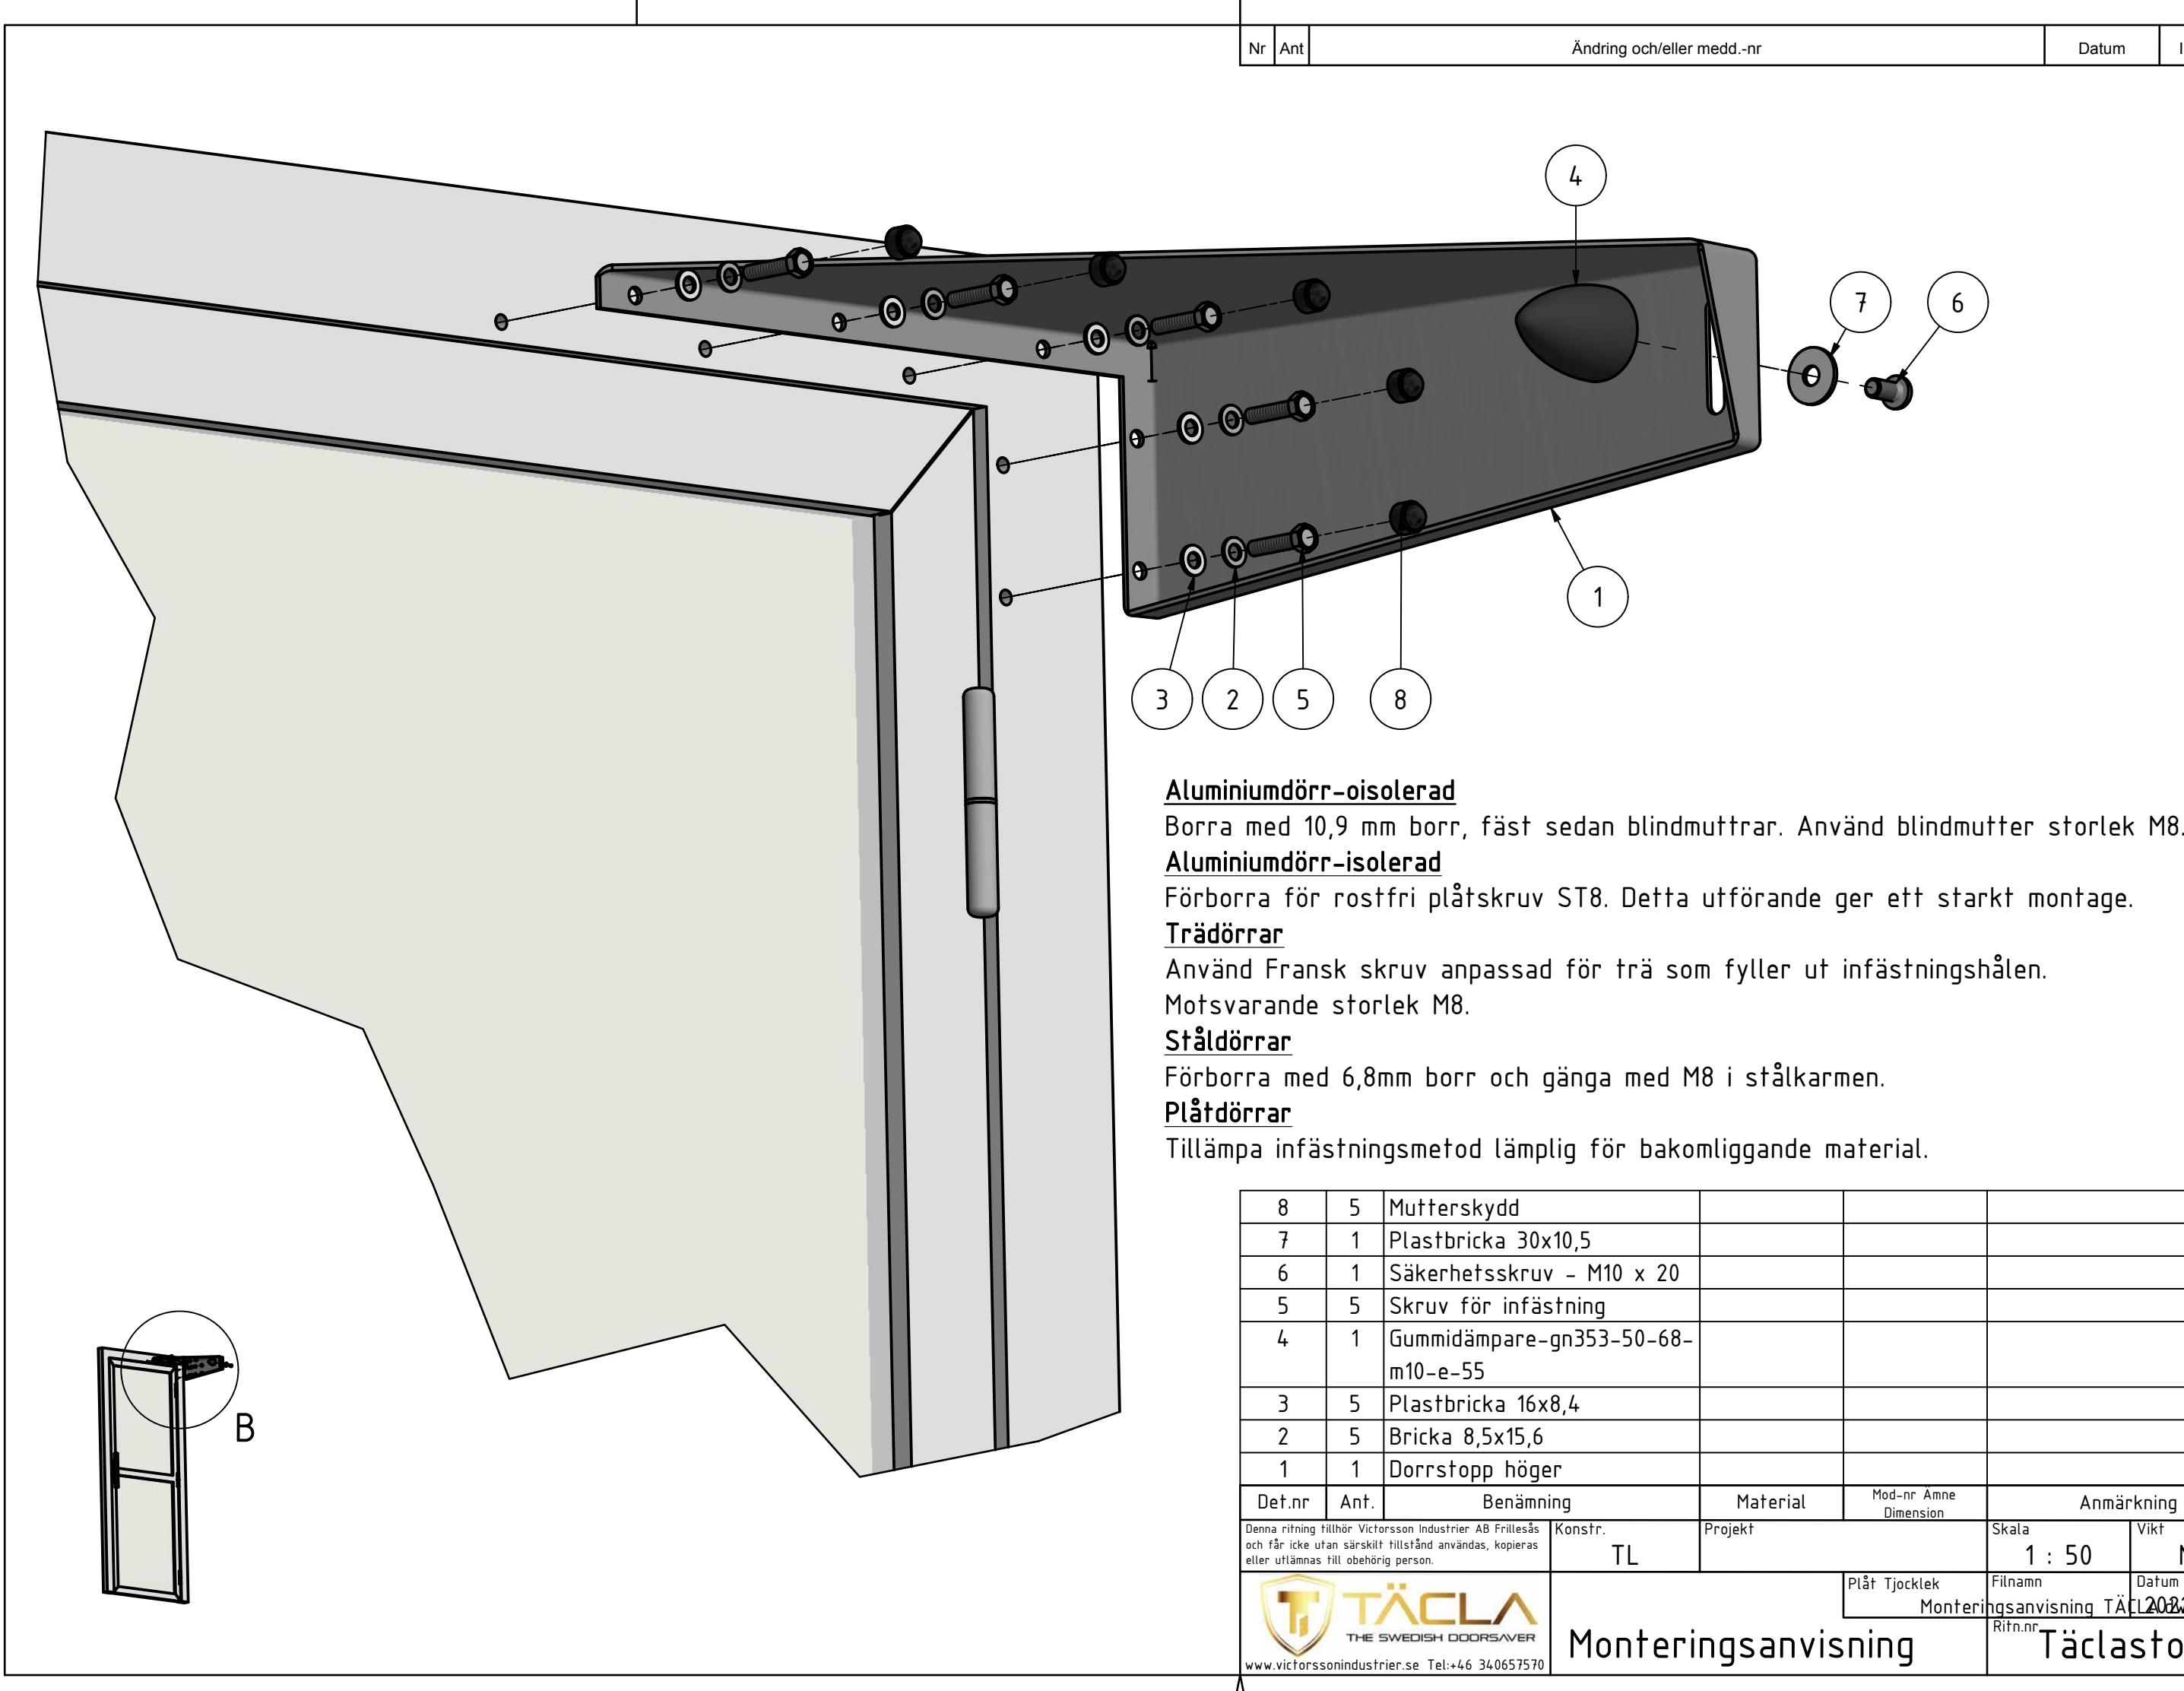 Nr Ant Ändring och/eller medd.-nr Datum
4
7 6
1
3 2 5 8
Aluminiumdörr-oisolerad
Borra med 10,9 mm borr, fäst sedan blindmuttrar. Använd blindmutter storlek M8.
Aluminiumdörr-isolerad
Förborra för rostfri plåtskruv ST8. Detta utförande ger ett starkt montage.
Trädörrar
Använd Fransk skruv anpassad för trä som fyller ut infästningshålen.
Motsvarande storlek M8.
Ståldörrar
Förborra med 6,8mm borr och gänga med M8 i stålkarmen.
Plåtdörrar
Tillämpa infästningsmetod lämplig för bakomliggande material.
B
8 5 Mutterskydd
7 1 Plastbricka 30x10,5
6 1 Säkerhetsskruv - M10 x 20
5 5 Skruv för infästning
4 1 Gummidämpare-gn353-50-68-
m10-e-55
3 5 Plastbricka 16x8,4
2 5 Bricka 8,5x15,6
1 1 Dorrstopp höger
Det.nr Ant. Benämning Material Mod-nr Ämne Anmärkning
Dimension
Denna ritning tillhör Victorsson Industrier AB Frillesås
och får icke utan särskilt tillstånd användas, kopieras
eller utlämnas till obehörig person.
Konstr. Projekt Skala Vikt
TL 1 : 50
Plåt Tjocklek Filnamn Datum
Monteringsanvisning
TÄCLA
THE SWEDISH DOORSAVER
www.victorssonindustrier.se Tel:+46 340657570
Monteringsanvisning
Ritn.nr